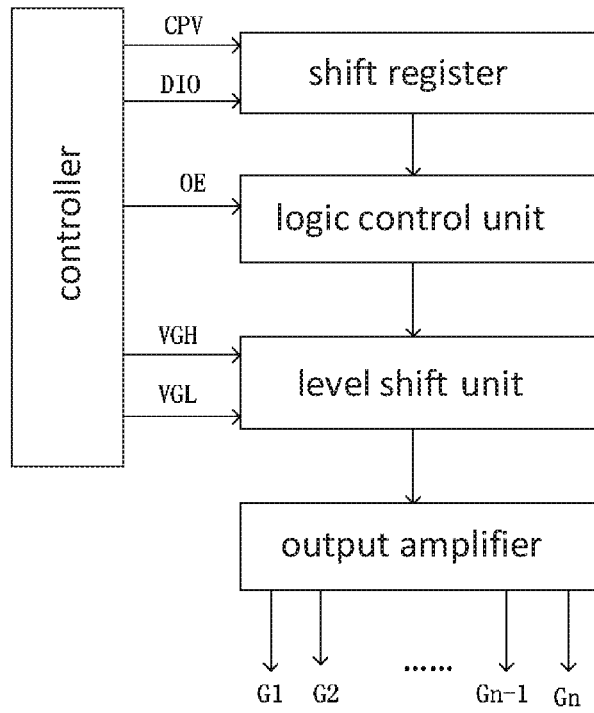 CPV
shift register
DIO
controller
OE
logic control unit
VGH
level shift unit
VGL
output amplifier
G1 G2 ...... Gn-1 Gn